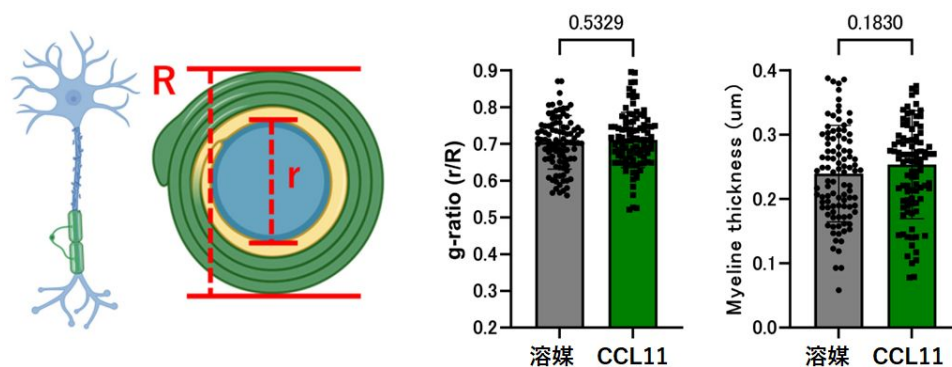 R
r
0.5329
g-ratio (r/R)
0.9
0.8
0.7
0.6
0.5
0.4
0.3
0.2
溶媒 CCL11
0.1830
Myeline thickness (um)
0.4
0.3
0.2
0.1
0.0
溶媒 CCL11